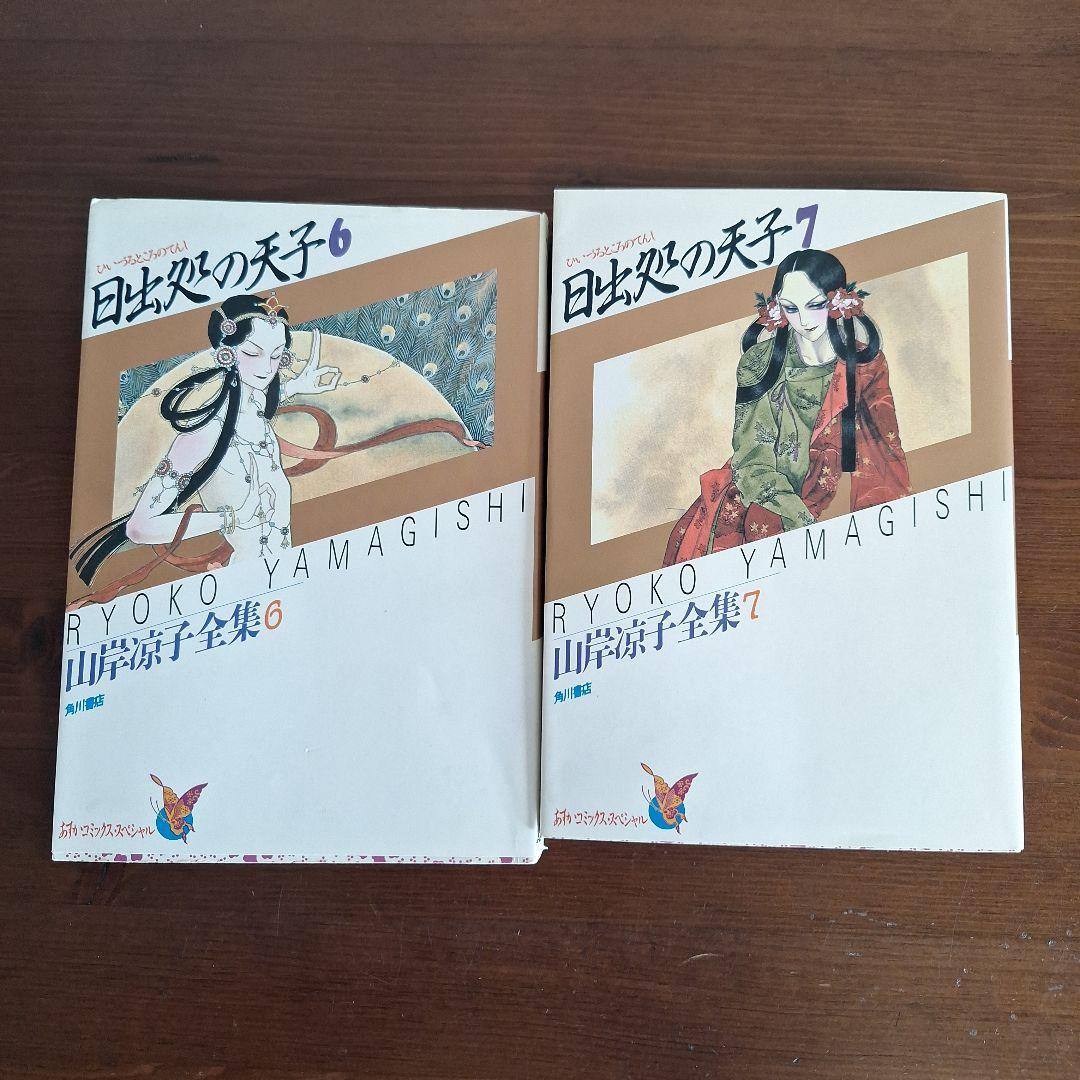 ひいづるところのてんし
日出処の天子6
RYOKO YAMAGISHI
山岸凉子全集6
角川書店
あすかコミックス・スペシャル
ひいづるところのてんし
日出処の天子7
RYOKO YAMAGISHI
山岸凉子全集7
角川書店
あすかコミックス・スペシャル